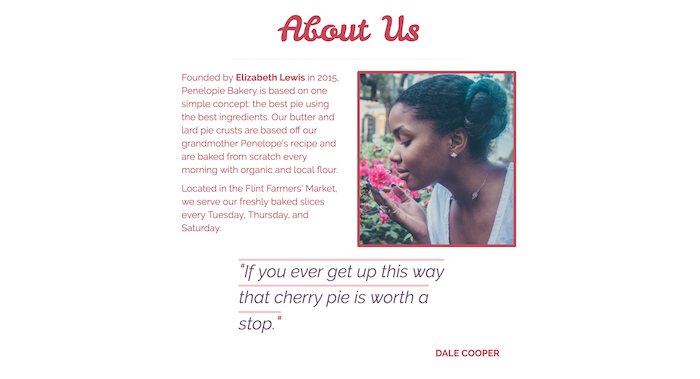 About Us
Founded by Elizabeth Lewis in 2015,
Penelopie Bakery is based on one
simple concept: the best pie using
the best ingredients. Our butter and
lard pie crusts are based off our
grandmother Penelope's recipe and
are baked from scratch every
morning with organic and local flour.
Located in the Flint Farmers' Market,
we serve our freshly baked slices
every Tuesday, Thursday, and
Saturday.
"If you ever get up this way
that cherry pie is worth a
stop."
DALE COOPER